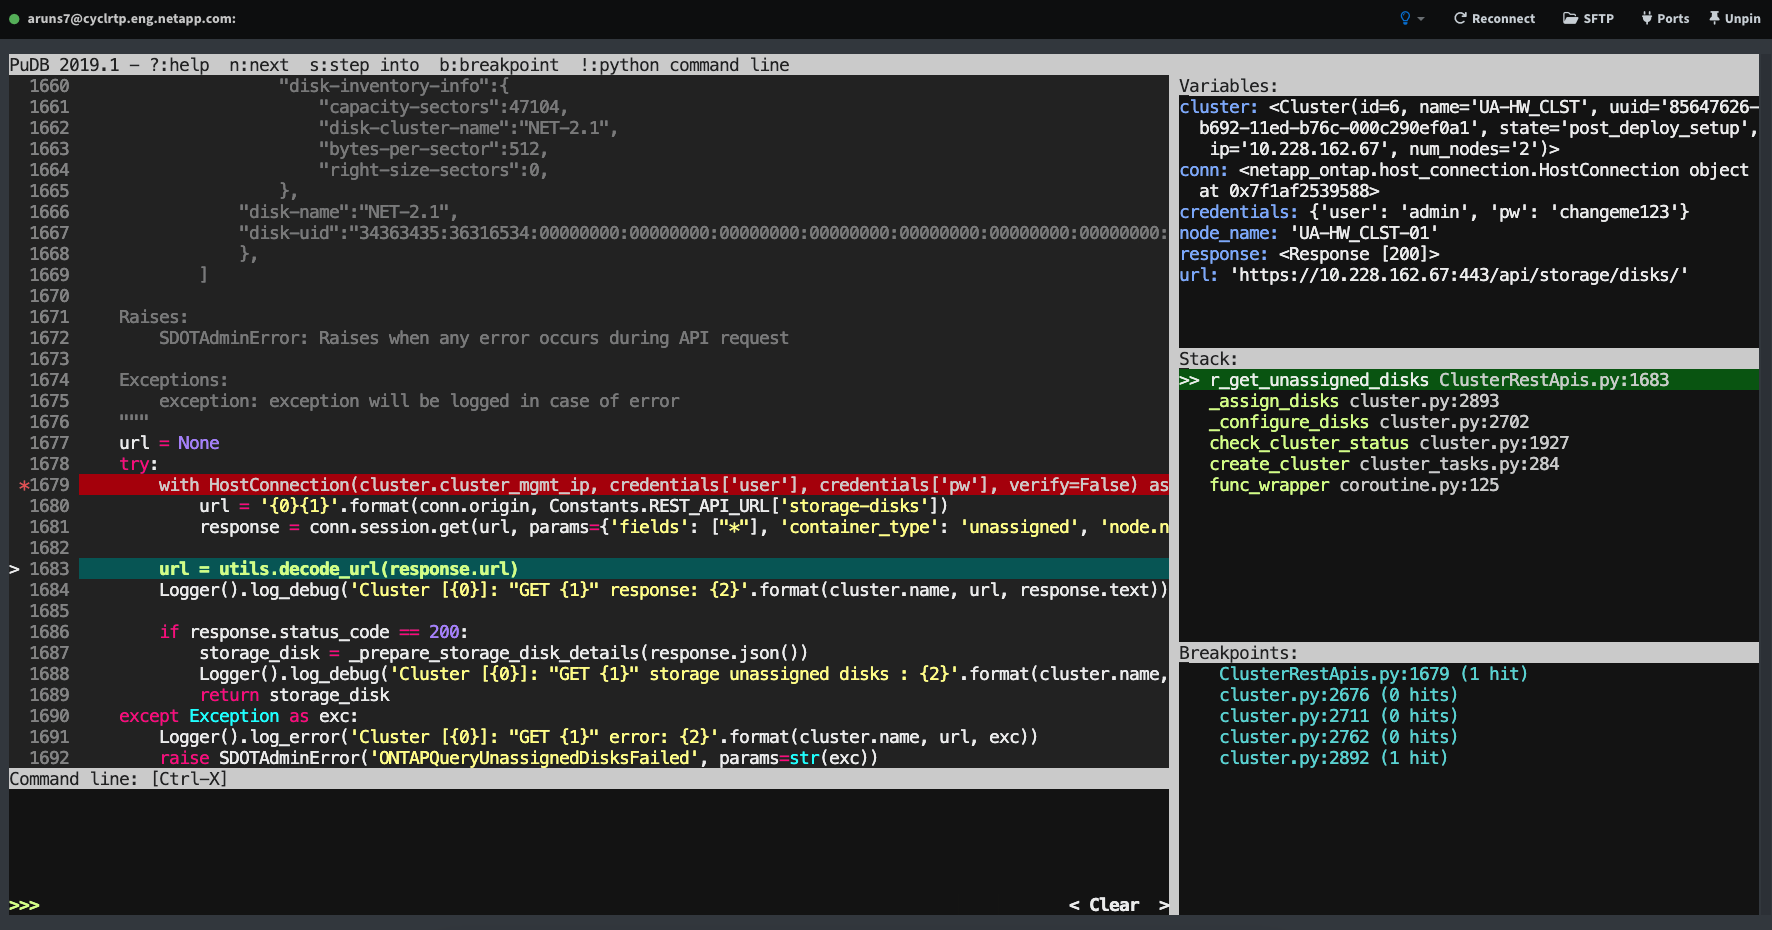 aruns7@cyclrtp.eng.netapp.com:
Reconnect SFTP Ports Unpin
PuDB 2019.1 - ?:help  n:next  s:step into  b:breakpoint  !:python command line
1660                      "disk-inventory-info":{
1661                          "capacity-sectors":47104,
1662                          "disk-cluster-name":"NET-2.1",
1663                          "bytes-per-sector":512,
1664                          "right-size-sectors":0,
1665                      },
1666                  "disk-name":"NET-2.1",
1667                  "disk-uid":"34363435:36316534:00000000:00000000:00000000:00000000:00000000:00000000:00000000:
1668                  },
1669              ]
1670
1671      Raises:
1672          SDOTAdminError: Raises when any error occurs during API request
1673
1674      Exceptions:
1675          exception: exception will be logged in case of error
1676      """
1677      url = None
1678      try:
*1679          with HostConnection(cluster.cluster_mgmt_ip, credentials['user'], credentials['pw'], verify=False) as
1680              url = '{0}{1}'.format(conn.origin, Constants.REST_API_URL['storage-disks'])
1681              response = conn.session.get(url, params={'fields': ["*"], 'container_type': 'unassigned', 'node.n
1682
> 1683          url = utils.decode_url(response.url)
1684          Logger().log_debug('Cluster [{0}]: "GET {1}" response: {2}'.format(cluster.name, url, response.text))
1685
1686          if response.status_code == 200:
1687              storage_disk = _prepare_storage_disk_details(response.json())
1688              Logger().log_debug('Cluster [{0}]: "GET {1}" storage unassigned disks : {2}'.format(cluster.name,
1689              return storage_disk
1690      except Exception as exc:
1691          Logger().log_error('Cluster [{0}]: "GET {1}" error: {2}'.format(cluster.name, url, exc))
1692          raise SDOTAdminError('ONTAPQueryUnassignedDisksFailed', params=str(exc))
Command line: [Ctrl-X]
>>>
< Clear  >
Variables:
cluster: <Cluster(id=6, name='UA-HW_CLST', uuid='85647626-
b692-11ed-b76c-000c290ef0a1', state='post_deploy_setup',
ip='10.228.162.67', num_nodes='2')>
conn: <netapp_ontap.host_connection.HostConnection object
at 0x7f1af2539588>
credentials: {'user': 'admin', 'pw': 'changeme123'}
node_name: 'UA-HW_CLST-01'
response: <Response [200]>
url: 'https://10.228.162.67:443/api/storage/disks/'
Stack:
>> r_get_unassigned_disks ClusterRestApis.py:1683
_assign_disks cluster.py:2893
_configure_disks cluster.py:2702
check_cluster_status cluster.py:1927
create_cluster cluster_tasks.py:284
func_wrapper coroutine.py:125
Breakpoints:
ClusterRestApis.py:1679 (1 hit)
cluster.py:2676 (0 hits)
cluster.py:2711 (0 hits)
cluster.py:2762 (0 hits)
cluster.py:2892 (1 hit)